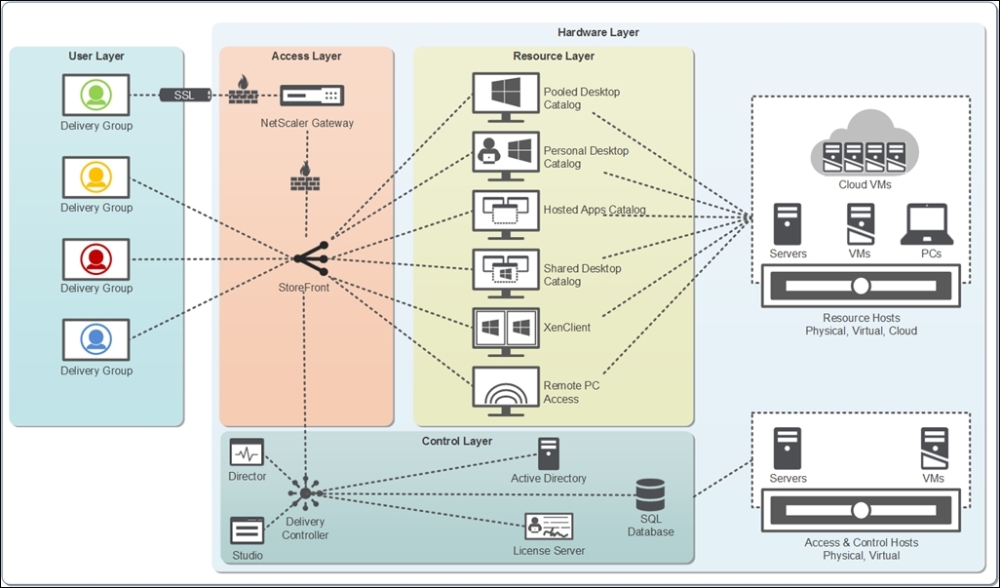 Hardware Layer
User Layer
Access Layer
Resource Layer
Delivery Group
SSL
NetScaler Gateway
Delivery Group
Delivery Group
Delivery Group
StoreFront
Pooled Desktop
Catalog
Personal Desktop
Catalog
Hosted Apps Catalog
Shared Desktop
Catalog
XenClient
Remote PC
Access
Cloud VMs
Servers
VMs
PCs
Resource Hosts
Physical, Virtual, Cloud
Control Layer
Director
Studio
Delivery
Controller
Active Directory
License Server
SQL
Database
Servers
VMs
Access & Control Hosts
Physical, Virtual